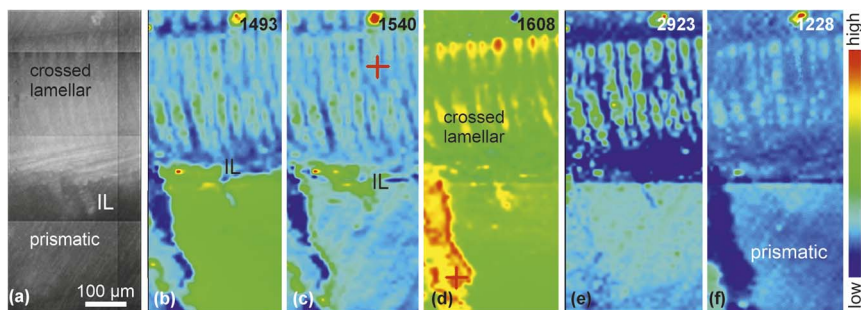 1493
1540
1608
2923
1228
high
crossed
lamellar
crossed
lamellar
IL
IL
IL
prismatic
prismatic
100 µm
(a)
(b)
(c)
(d)
(e)
(f)
low